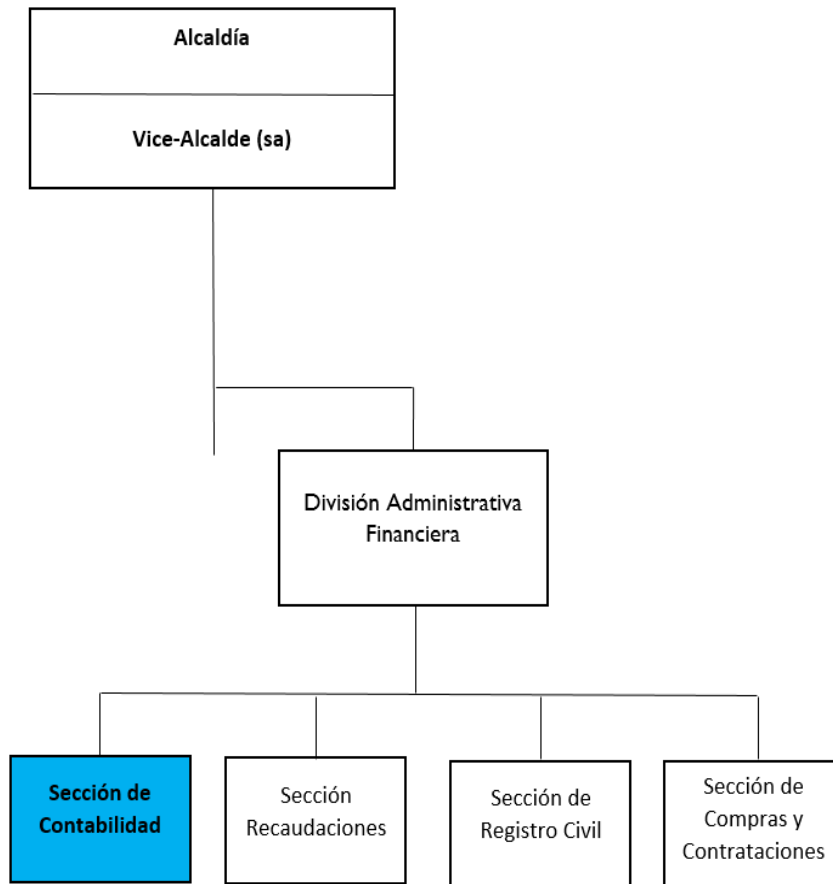 Alcaldía
Vice-Alcalde (sa)
División Administrativa
Financiera
Sección de
Contabilidad
Sección
Recaudaciones
Sección de
Registro Civil
Sección de
Compras y
Contrataciones